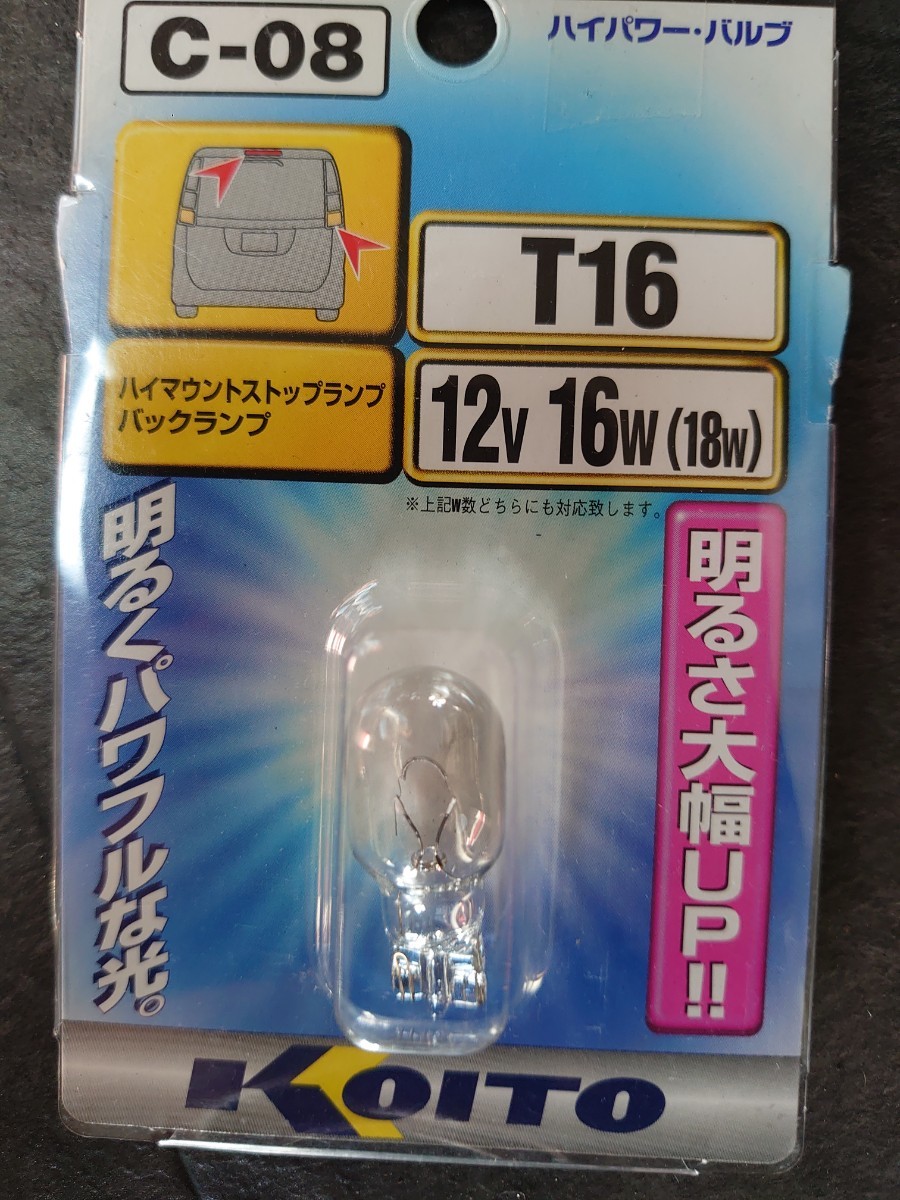 C-08
ハイパワー・バルブ
T16
ハイマウントストップランプ
バックランプ
12V 16W (18W)
※上記W数どちらにも対応致します。
明るくパワフルな光。
明るさ大幅UP!!
KOITO